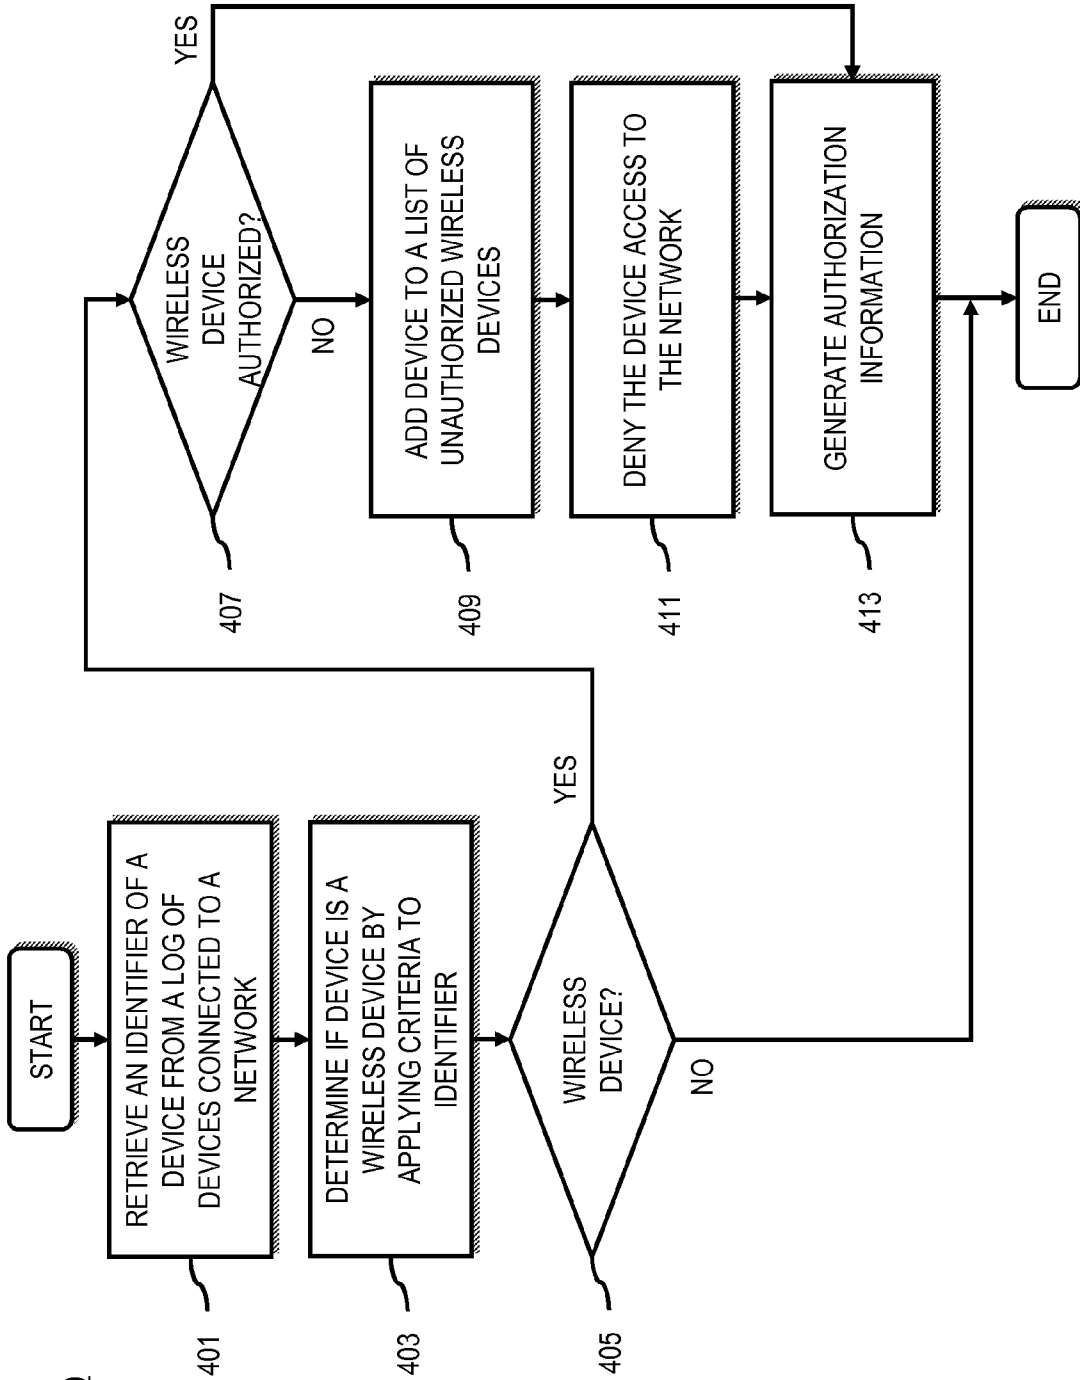 START
RETRIEVE AN IDENTIFIER OF A
DEVICE FROM A LOG OF
DEVICES CONNECTED TO A
NETWORK
401
DETERMINE IF DEVICE IS A
WIRELESS DEVICE BY
APPLYING CRITERIA TO
IDENTIFIER
403
WIRELESS
DEVICE?
405
YES
NO
WIRELESS
DEVICE
AUTHORIZED?
407
YES
NO
ADD DEVICE TO A LIST OF
UNAUTHORIZED WIRELESS
DEVICES
409
DENY THE DEVICE ACCESS TO
THE NETWORK
411
GENERATE AUTHORIZATION
INFORMATION
413
END